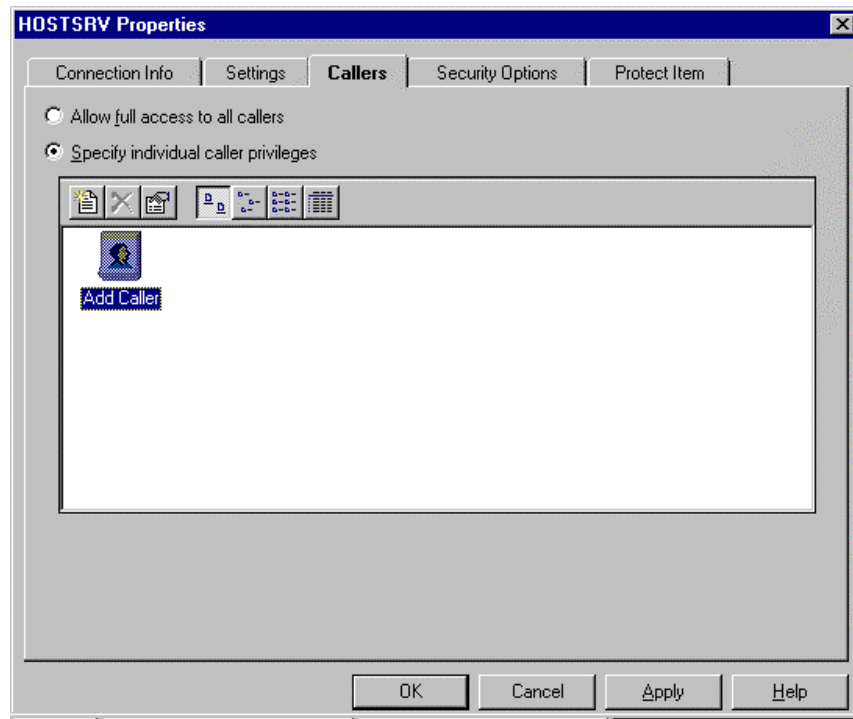 HOSTSRV Properties
Connection Info Settings Callers Security Options Protect Item
Allow full access to all callers
Specify individual caller privileges
Add Caller
OK Cancel Apply Help